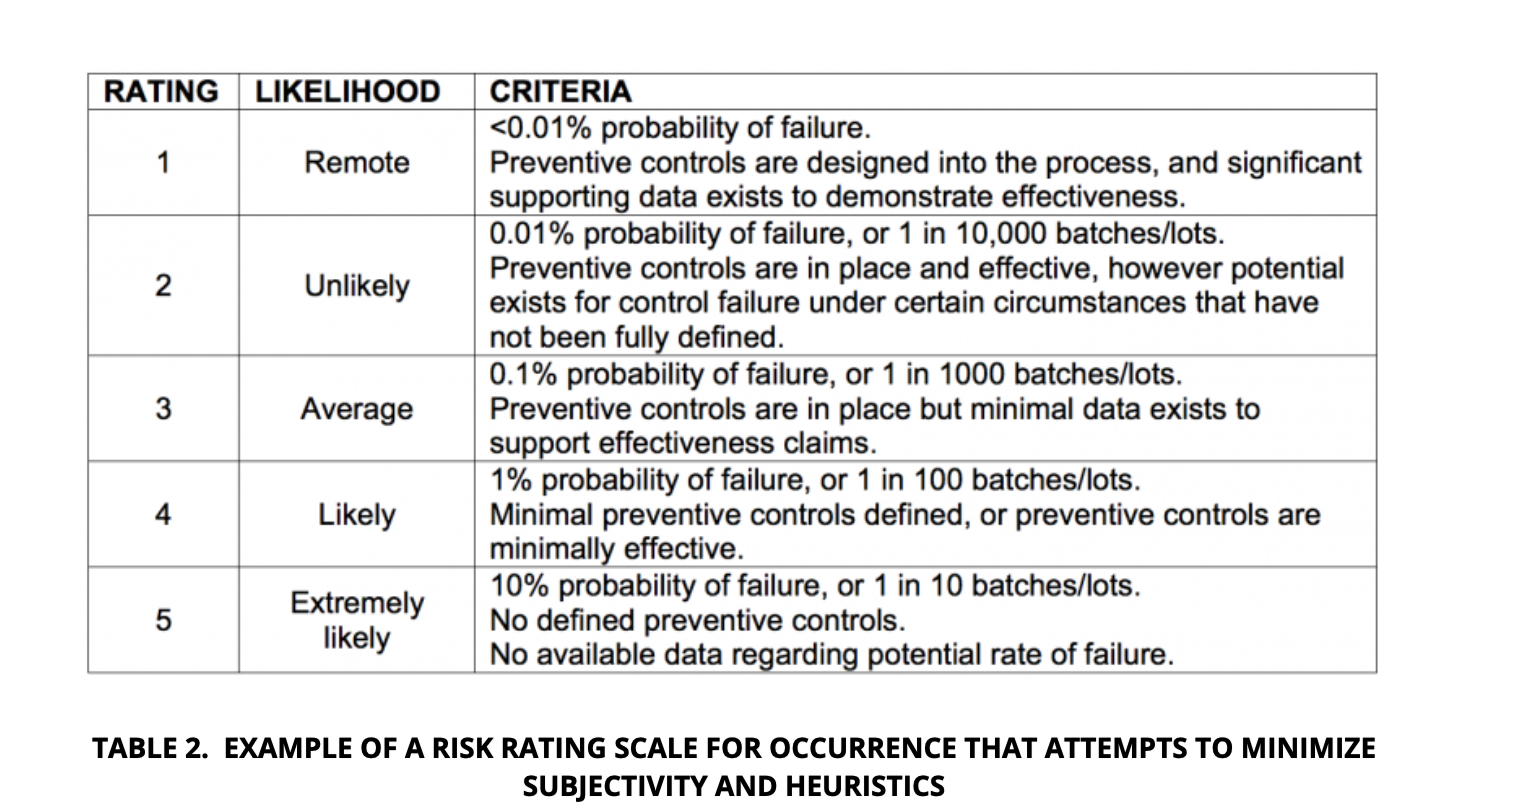 RATING LIKELIHOOD CRITERIA
1 Remote <0.01% probability of failure.
Preventive controls are designed into the process, and significant
supporting data exists to demonstrate effectiveness.
2 Unlikely 0.01% probability of failure, or 1 in 10,000 batches/lots.
Preventive controls are in place and effective, however potential
exists for control failure under certain circumstances that have
not been fully defined.
3 Average 0.1% probability of failure, or 1 in 1000 batches/lots.
Preventive controls are in place but minimal data exists to
support effectiveness claims.
4 Likely 1% probability of failure, or 1 in 100 batches/lots.
Minimal preventive controls defined, or preventive controls are
minimally effective.
5 Extremely
likely 10% probability of failure, or 1 in 10 batches/lots.
No defined preventive controls.
No available data regarding potential rate of failure.
TABLE 2. EXAMPLE OF A RISK RATING SCALE FOR OCCURRENCE THAT ATTEMPTS TO MINIMIZE
SUBJECTIVITY AND HEURISTICS